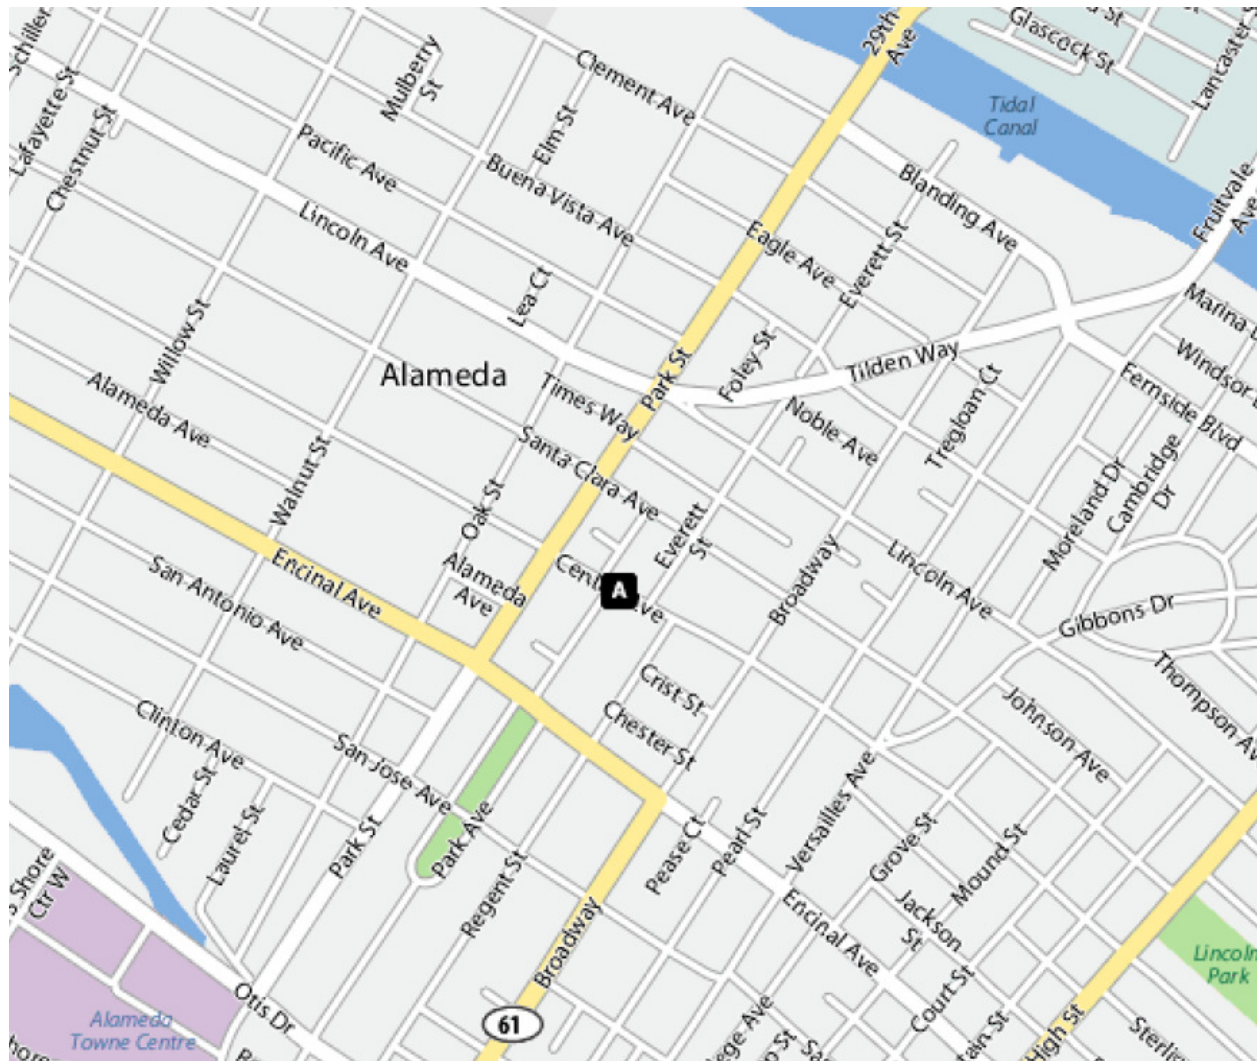 Schiller
29th
Ave
Glascock St
Lancaster
Mulberry
St
Clement Ave
Lafayette St
Chestnut St
Elm St
Tidal
Canal
Pacific Ave
Buena Vista Ave
Blanding Ave
Fruitvale
Ave
Lincoln Ave
Eagle Ave
Everett St
Lea Ct
Willow St
Marina
Windsor
Foley St
Tilden Way
Alameda
Park St
Times Way
Noble Ave
Tregloan Ct
Fernside Blvd
Alameda Ave
Santa Clara Ave
Walnut St
Oak St
Moreland Dr
Cambridge
Dr
Everett
St
Encinal Ave
San Antonio Ave
Alameda
Ave
Cent
A
Ave
Broadway
Lincoln Ave
Gibbons Dr
Crist St
Chester St
Johnson Ave
Thompson Av
Clinton Ave
San Jose Ave
Cedar St
Laurel St
Park St
Park Ave
Regent St
Pease Ct
Pearl St
Versailles Ave
Grove St
Mound St
Jackson
St
Encinal Ave
s Shore
Ctr W
Broadway
Lincoln
Park
Court St
High St
Otis Dr
61
Alameda
Towne Centre
ege Ave
Sterli